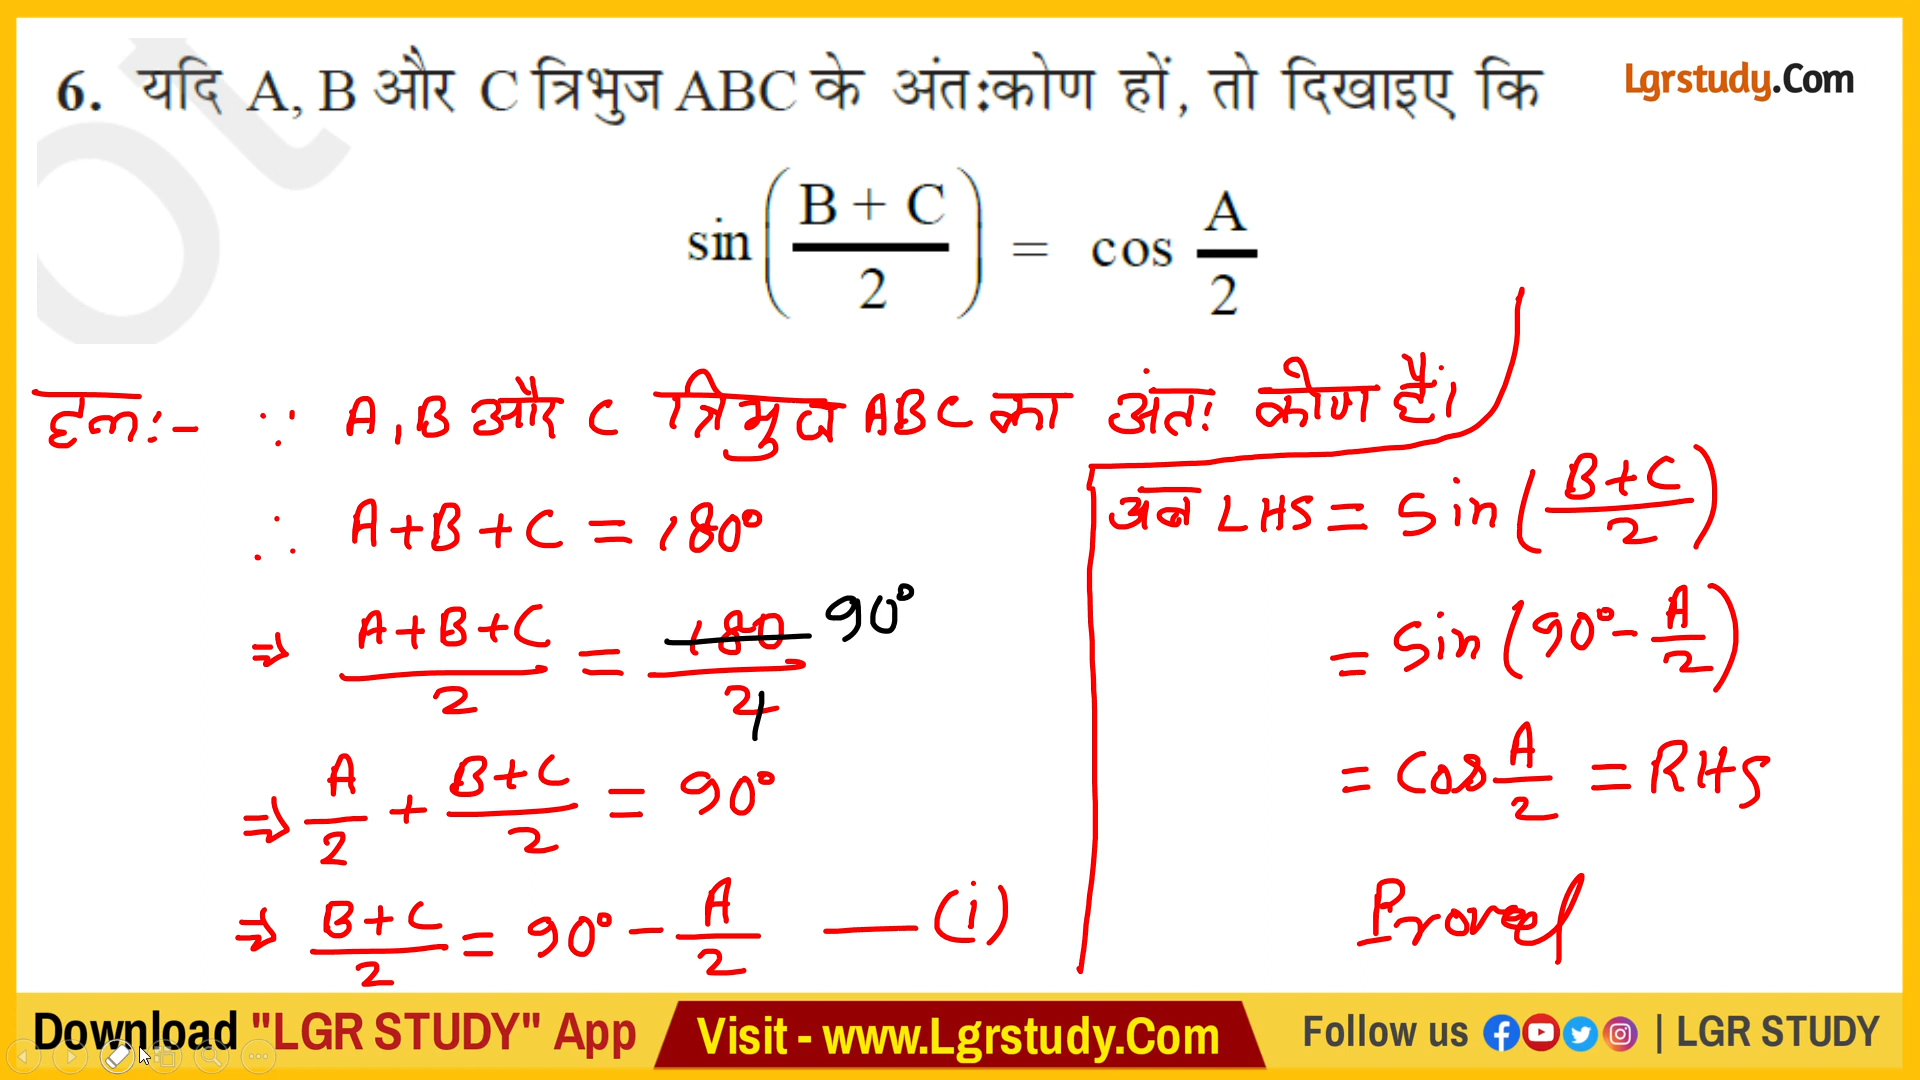 6. यदि A, B और C त्रिभुज ABC के अंत:कोण हों, तो दिखाइए कि
Lgrstudy.Com
sin ( B + C / 2 ) = cos A / 2
हल:- ∵ A, B और C त्रिभुज ABC का अंतः कोण हैं।
∴ A + B + C = 180°
⇒ A + B + C / 2 = 180 / 2 90° 1
⇒ A / 2 + B + C / 2 = 90°
⇒ B + C / 2 = 90° - A / 2 — (i)
अब LHS = Sin ( B + C / 2 )
= Sin ( 90° - A / 2 )
= Cos A / 2 = RHS
Proved
Download "LGR STUDY" App
Visit - www.Lgrstudy.Com
Follow us | LGR STUDY